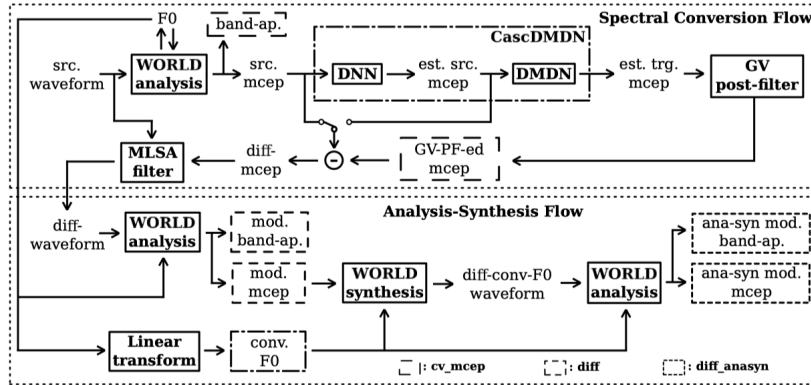 Spectral Conversion Flow
F0
band-ap.
CascDMDN
src.
waveform
WORLD
analysis
src.
mcep
DNN
est. src.
mcep
DMDN
est. trg.
mcep
GV
post-filter
MLSA
filter
diff-
mcep
GV-PF-ed
mcep
Analysis-Synthesis Flow
diff-
waveform
WORLD
analysis
mod.
band-ap.
mod.
mcep
WORLD
synthesis
diff-conv-F0
waveform
WORLD
analysis
ana-syn mod.
band-ap.
ana-syn mod.
mcep
Linear
transform
conv.
F0
: cv_mcep
: diff
: diff_anasyn